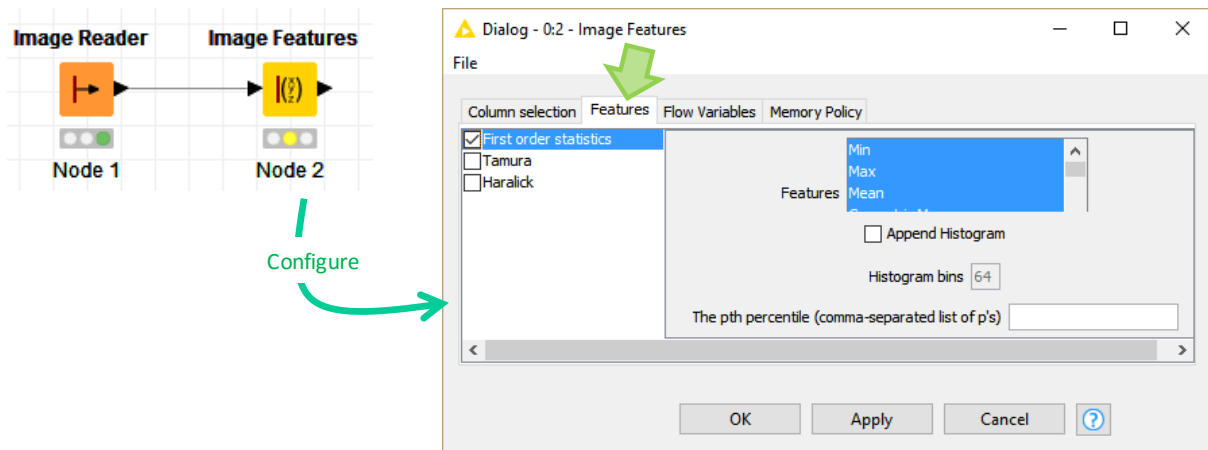 Image Reader
Image Features
Node 1
Node 2
Configure
Dialog - 0:2 - Image Features
File
Column selection Features Flow Variables Memory Policy
First order statistics
Tamura
Haralick
Features
Min
Max
Mean
Append Histogram
Histogram bins 64
The pth percentile (comma-separated list of p's)
OK Apply Cancel ?